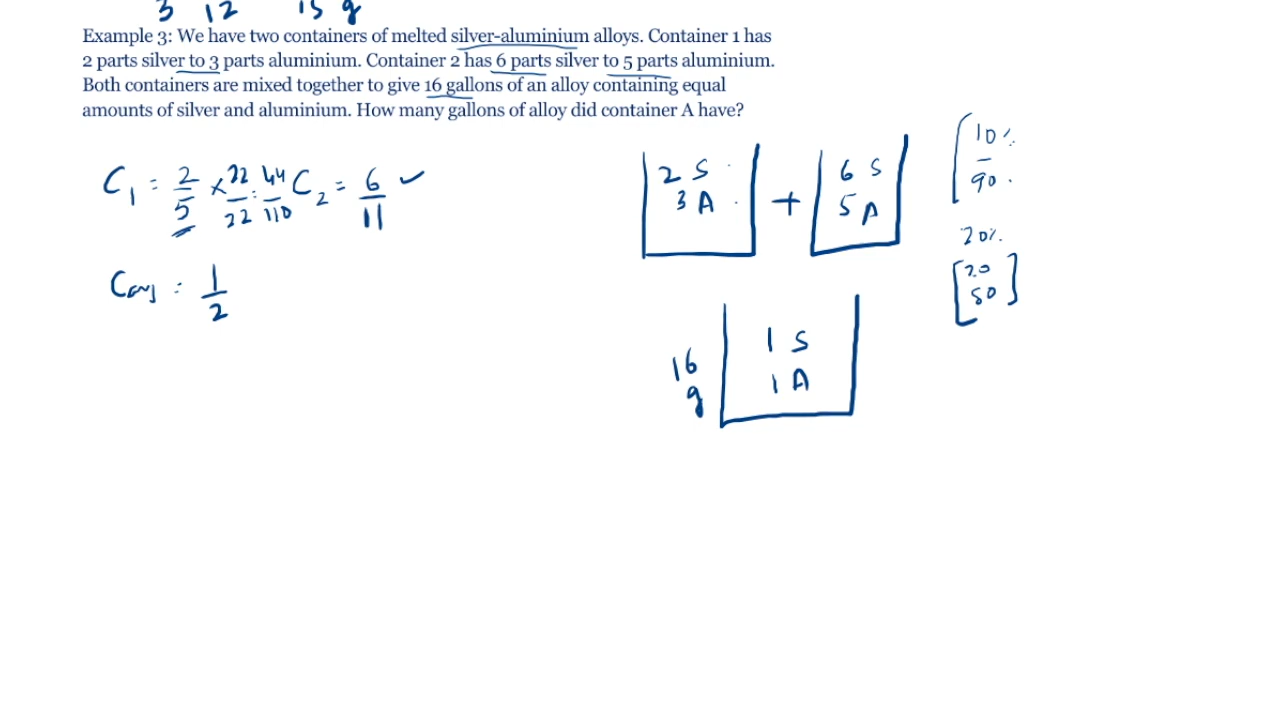 3 12 15 g
Example 3: We have two containers of melted silver-aluminium alloys. Container 1 has
2 parts silver to 3 parts aluminium. Container 2 has 6 parts silver to 5 parts aluminium.
Both containers are mixed together to give 16 gallons of an alloy containing equal
amounts of silver and aluminium. How many gallons of alloy did container A have?
C₁ = 2/5 × 22/22 = 44/110 C₂ = 6/11 ✓
2 S
3 A
+
6 S
5 A
10%
90
20%
20
50
Cavg = 1/2
16
g
1 S
1 A